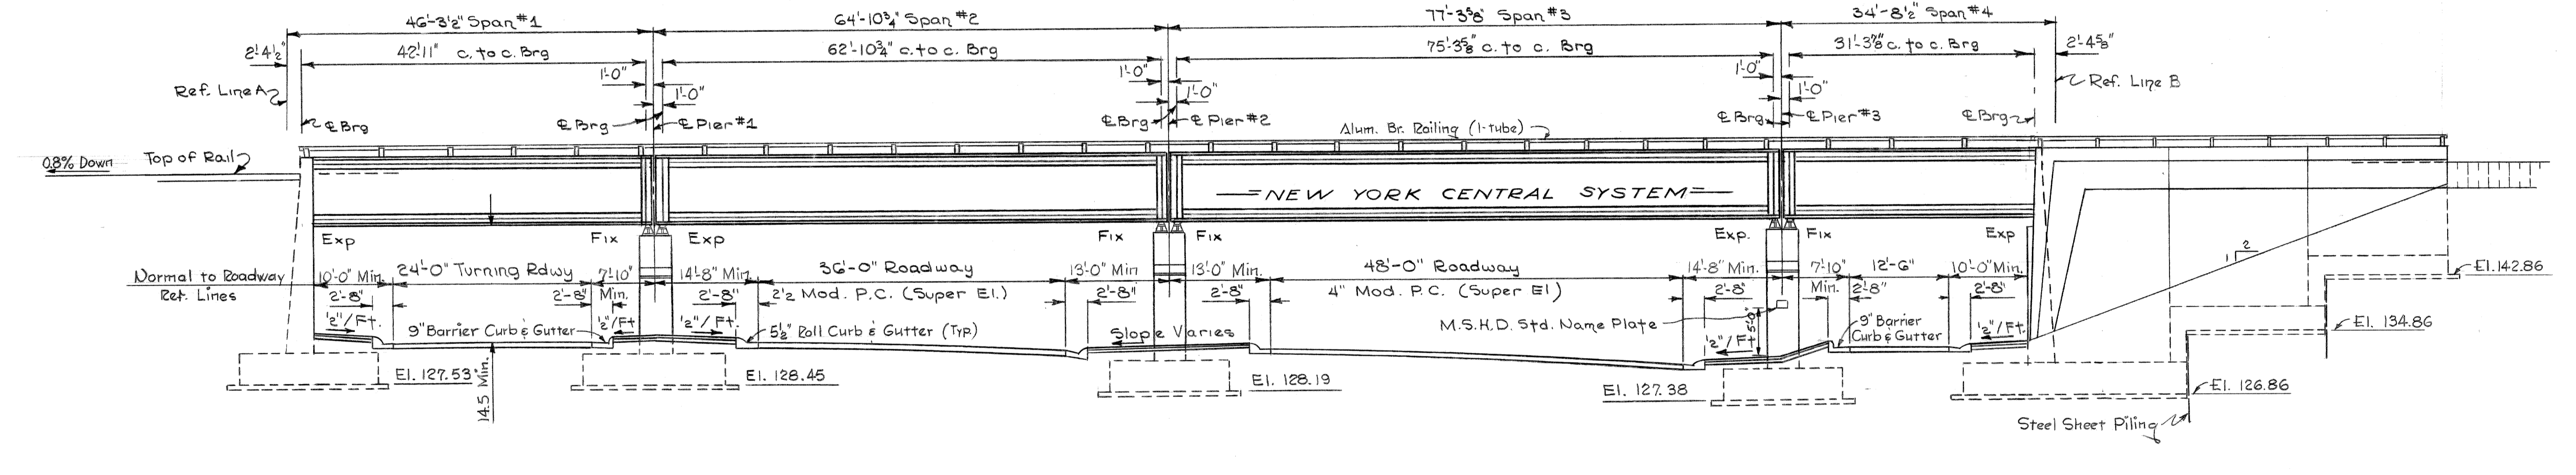 46'-3½" Span #1
64'-10¾" Span #2
77'-3⅝" Span #3
34'-8½" Span #4
2'-4½"
42'-11" c. to c. Brg
62'-10¾" c. to c. Brg
75'-3⅝" c. to c. Brg
31'-3⅞" c. to c. Brg
2'-4⅝"
1'-0"
1'-0"
1'-0"
1'-0"
1'-0"
1'-0"
Ref. Line A
Ref. Line B
℄ Brg
℄ Brg
℄ Pier #1
℄ Brg
℄ Pier #2
℄ Brg
℄ Pier #3
℄ Brg
Alum. Br. Railing (1-tube)
0.8% Down
Top of Rail
NEW YORK CENTRAL SYSTEM
Exp
Fix
Exp
Fix
Fix
Exp.
Fix
Exp
1
2
Normal to Roadway
Ref. Lines
10'-0" Min.
24'-0" Turning Rdwy
7'-10"
Min.
14'-8" Min.
36'-0" Roadway
13'-0" Min
13'-0" Min.
48'-0" Roadway
14'-8" Min.
7'-10"
Min.
12'-6"
10'-0" Min.
2'-8"
2'-8"
2'-8"
2½ Mod. P.C. (Super El.)
2'-8"
2'-8"
4" Mod. P.C. (Super El)
2'-8"
2'-8"
2'-8"
½"/Ft.
9" Barrier Curb & Gutter
½"/Ft
½"/Ft.
5½" Roll Curb & Gutter (Typ.)
Slope Varies
M.S.H.D. Std. Name Plate
5'-0"
½"/Ft
9" Barrier
Curb & Gutter
½"/Ft.
14.5 Min.
El. 127.53
El. 128.45
El. 128.19
El. 127.38
El. 142.86
El. 134.86
El. 126.86
Steel Sheet Piling